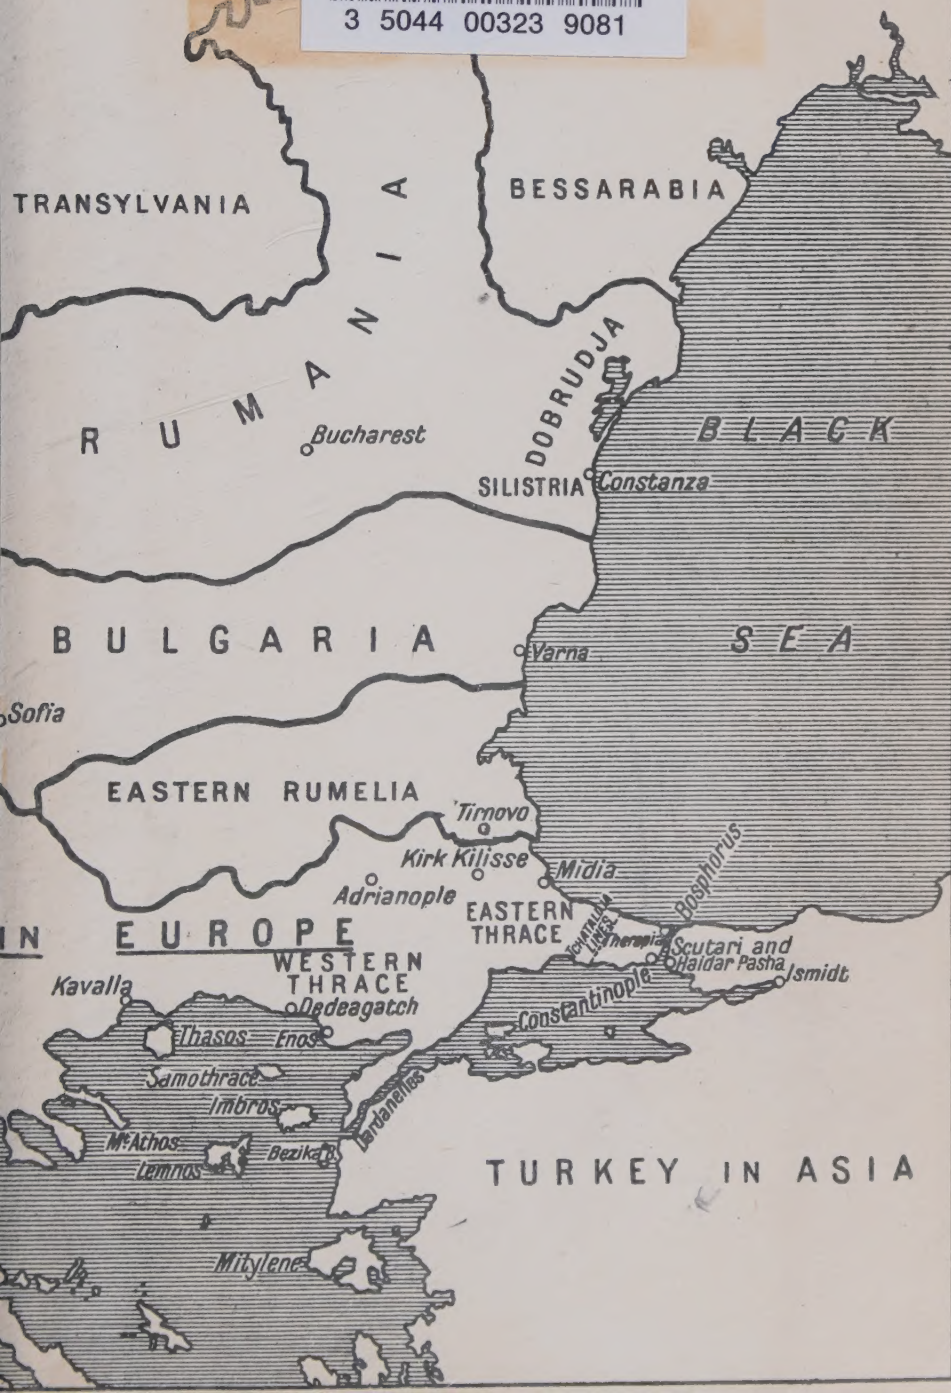 3 5044 00323 9081
TRANSYLVANIA
BESSARABIA
RUMANIA
DOBRUDJA
Bucharest
SILISTRIA
Constanza
BLACK
SEA
BULGARIA
Varna
Sofia
EASTERN RUMELIA
Tirnovo
Kirk Kilisse
Midia
Adrianople
Bosphorus
EASTERN
THRACE
TCHATALDJA
LINES
Therapia
Scutari and
Haidar Pasha
Ismidt
IN EUROPE
WESTERN
THRACE
Kavalla
Dedeagatch
Constantinople
Thasos
Enos
Samothrace
Imbros
Dardanelles
Mt Athos
Lemnos
Bezika B.
TURKEY IN ASIA
Mitylene